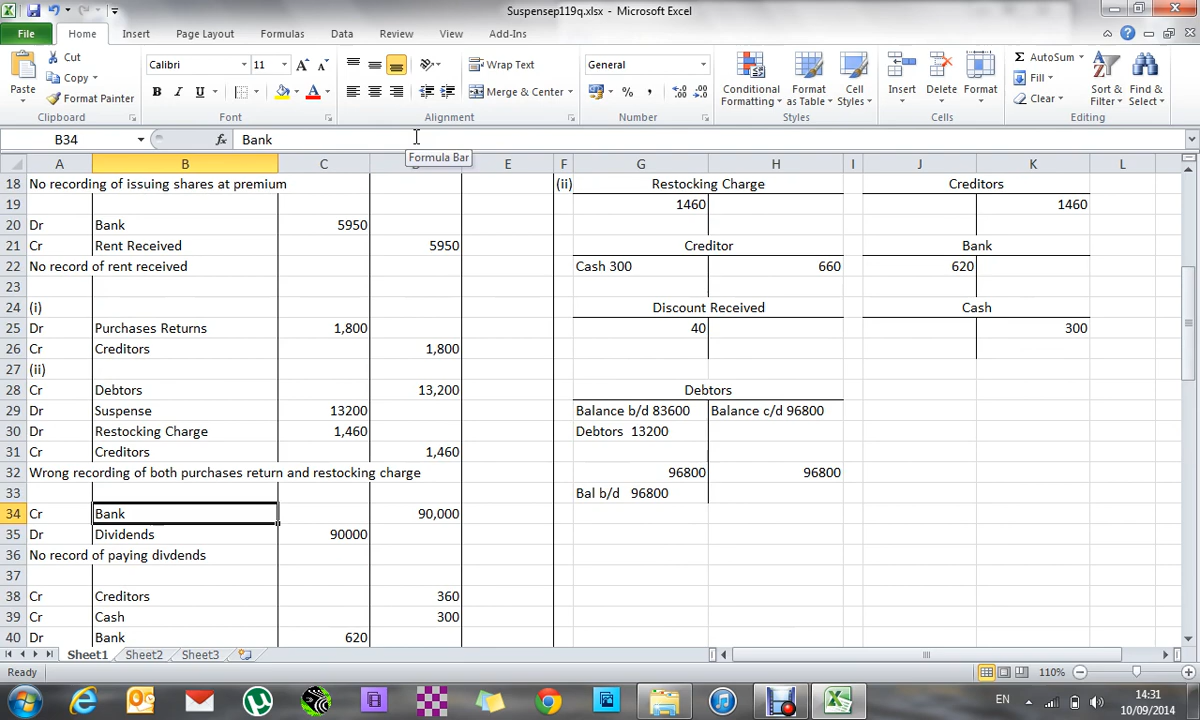 Suspensep119q.xlsx - Microsoft Excel
File Home Insert Page Layout Formulas Data Review View Add-Ins
Cut
Copy
Format Painter
Paste
Clipboard
Calibri 11
B I U
Font
Wrap Text
Merge & Center
Alignment
General
Number
Conditional Formatting
Format as Table
Cell Styles
Styles
Insert Delete Format
Cells
AutoSum
Fill
Clear
Sort & Filter
Find & Select
Editing
B34 fx Bank
Formula Bar
A B C E F G H I J K L
18 No recording of issuing shares at premium (ii) Restocking Charge Creditors
19 1460 1460
20 Dr Bank 5950
21 Cr Rent Received 5950 Creditor Bank
22 No record of rent received Cash 300 660 620
23
24 (i) Discount Received Cash
25 Dr Purchases Returns 1,800 40 300
26 Cr Creditors 1,800
27 (ii)
28 Cr Debtors 13,200 Debtors
29 Dr Suspense 13200 Balance b/d 83600 Balance c/d 96800
30 Dr Restocking Charge 1,460 Debtors 13200
31 Cr Creditors 1,460
32 Wrong recording of both purchases return and restocking charge 96800 96800
33 Bal b/d 96800
34 Cr Bank 90,000
35 Dr Dividends 90000
36 No record of paying divdends
37
38 Cr Creditors 360
39 Cr Cash 300
40 Dr Bank 620
Sheet1 Sheet2 Sheet3
Ready 110%
EN 14:31
10/09/2014